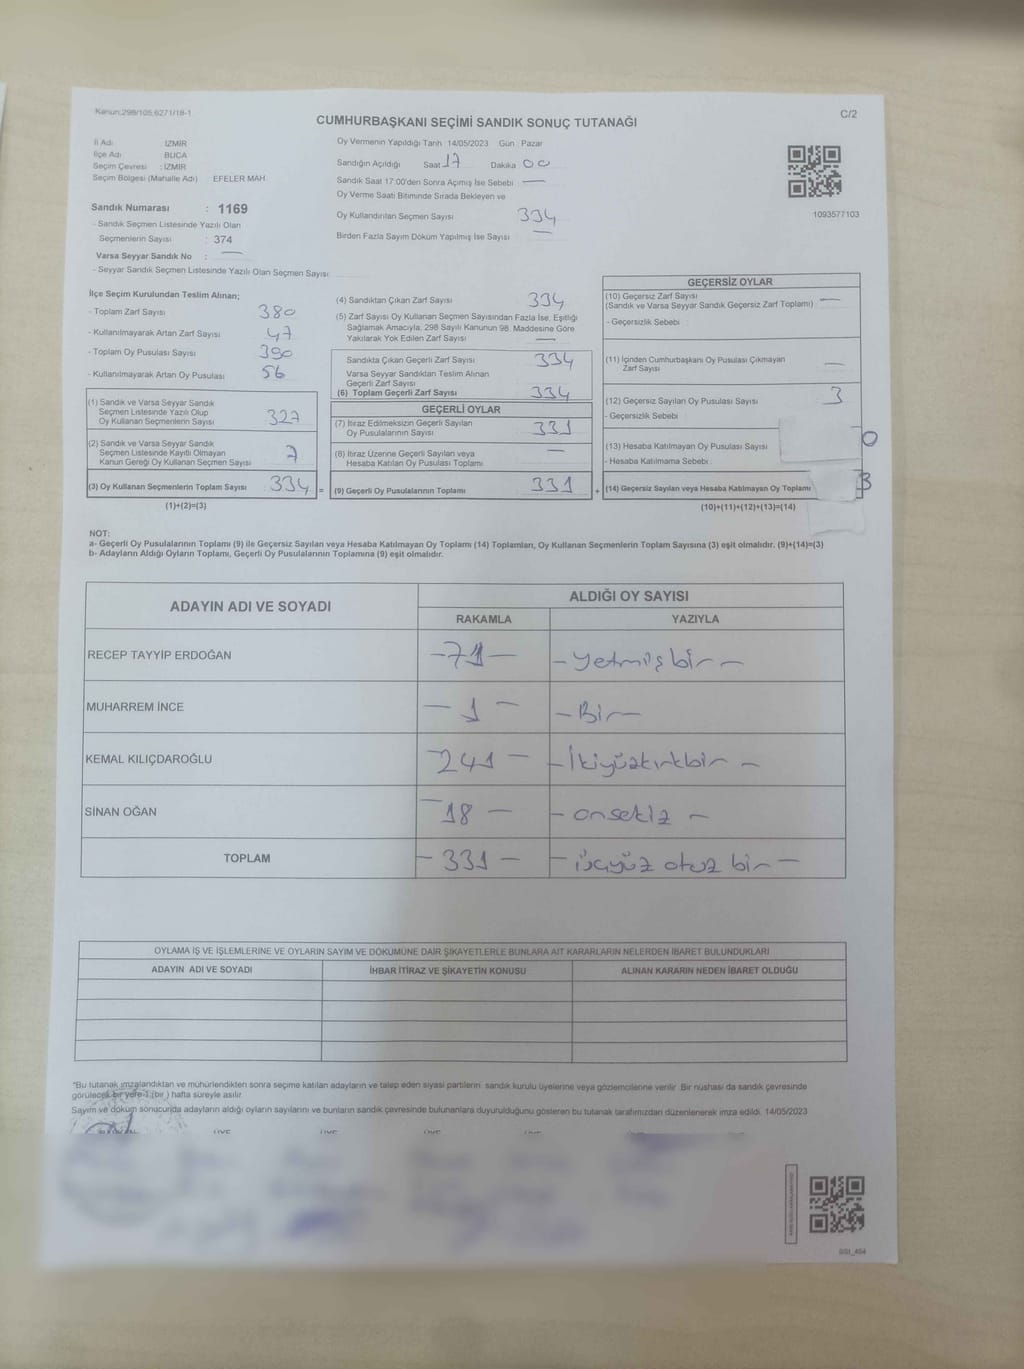 Kanun:298/105,6271/18-1
C/2
CUMHURBAŞKANI SEÇİMİ SANDIK SONUÇ TUTANAĞI
İl Adı : İZMİR
İlçe Adı : BUCA
Seçim Çevresi : İZMİR
Seçim Bölgesi (Mahalle Adı) EFELER MAH.
Sandık Numarası : 1169
- Sandık Seçmen Listesinde Yazılı Olan
Seçmenlerin Sayısı : 374
Varsa Seyyar Sandık No : —
- Seyyar Sandık Seçmen Listesinde Yazılı Olan Seçmen Sayısı:
Oy Vermenin Yapıldığı Tarih : 14/05/2023 Gün : Pazar
Sandığın Açıldığı Saat 17 Dakika 00
Sandık Saat 17:00'den Sonra Açımış İse Sebebi : —
Oy Verme Saati Bitiminde Sırada Bekleyen ve
Oy Kullandırılan Seçmen Sayısı 334
Birden Fazla Sayım Döküm Yapılmış İse Sayısı : —
1093577103
İlçe Seçim Kurulundan Teslim Alınan;
- Toplam Zarf Sayısı 380
- Kullanılmayarak Artan Zarf Sayısı 47
- Toplam Oy Pusulası Sayısı 390
- Kullanılmayarak Artan Oy Pusulası 56
(1) Sandık ve Varsa Seyyar Sandık
Seçmen Listesinde Yazılı Olup
Oy Kullanan Seçmenlerin Sayısı 327
(2) Sandık ve Varsa Seyyar Sandık
Seçmen Listesinde Kayıtlı Olmayan
Kanun Gereği Oy Kullanan Seçmen Sayısı 7
(3) Oy Kullanan Seçmenlerin Toplam Sayısı 334 =
(1)+(2)=(3)
(4) Sandıktan Çıkan Zarf Sayısı 334
(5) Zarf Sayısı Oy Kullanan Seçmen Sayısından Fazla İse, Eşitliği
Sağlamak Amacıyla, 298 Sayılı Kanunun 98. Maddesine Göre
Yakılarak Yok Edilen Zarf Sayısı —
Sandıkta Çıkan Geçerli Zarf Sayısı 334
Varsa Seyyar Sandıktan Teslim Alınan
Geçerli Zarf Sayısı
(6) Toplam Geçerli Zarf Sayısı 334
GEÇERLİ OYLAR
(7) İtiraz Edilmeksizin Geçerli Sayılan
Oy Pusulalarının Sayısı 331
(8) İtiraz Üzerine Geçerli Sayılan veya
Hesaba Katılan Oy Pusulası Toplamı —
(9) Geçerli Oy Pusulalarının Toplamı 331 +
GEÇERSİZ OYLAR
(10) Geçersiz Zarf Sayısı
(Sandık ve Varsa Seyyar Sandık Geçersiz Zarf Toplamı) —
- Geçersizlik Sebebi :
(11) İçinden Cumhurbaşkanı Oy Pusulası Çıkmayan
Zarf Sayısı —
(12) Geçersiz Sayılan Oy Pusulası Sayısı 3
- Geçersizlik Sebebi :
(13) Hesaba Katılmayan Oy Pusulası Sayısı 0
- Hesaba Katılmama Sebebi :
(14) Geçersiz Sayılan veya Hesaba Katılmayan Oy Toplamı 3
(10)+(11)+(12)+(13)=(14)
NOT:
a- Geçerli Oy Pusulalarının Toplamı (9) ile Geçersiz Sayılan veya Hesaba Katılmayan Oy Toplamı (14) Toplamları, Oy Kullanan Seçmenlerin Toplam Sayısına (3) eşit olmalıdır. (9)+(14)=(3)
b- Adayların Aldığı Oyların Toplamı, Geçerli Oy Pusulalarının Toplamına (9) eşit olmalıdır.
ADAYIN ADI VE SOYADI
ALDIĞI OY SAYISI
RAKAMLA YAZIYLA
RECEP TAYYİP ERDOĞAN -71- -yetmişbir-
MUHARREM İNCE -1- -Bir-
KEMAL KILIÇDAROĞLU -241- -İkiyüzkırkbir-
SİNAN OĞAN -18- -onsekiz-
TOPLAM -331- -üçyüz otuz bir-
OYLAMA İŞ VE İŞLEMLERİNE VE OYLARIN SAYIM VE DÖKÜMÜNE DAİR ŞİKAYETLERLE BUNLARA AİT KARARLARIN NELERDEN İBARET BULUNDUKLARI
ADAYIN ADI VE SOYADI İHBAR İTİRAZ VE ŞİKAYETİN KONUSU ALINAN KARARIN NEDEN İBARET OLDUĞU
"Bu tutanak imzalandıktan ve mühürlendikten sonra seçime katılan adayların ve talep eden siyasi partilerin sandık kurulu üyelerine veya gözlemcilerine verilir. Bir nüshası da sandık çevresinde
görülecek bir yere 1 (bir) hafta süreyle asılır.
Sayım ve döküm sonucunda adayların aldığı oyların sayılarını ve bunların sandık çevresinde bulunanlara duyurulduğunu gösteren bu tutanak tarafımızdan düzenlenerek imza edildi. 14/05/2023